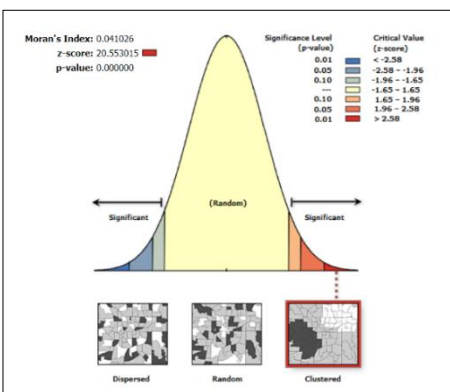 Moran's Index: 0.041026
z-score: 20.553015
p-value: 0.000000
Significance Level
(p-value)
Critical Value
(z-score)
0.01 < -2.58
0.05 -2.58 – -1.96
0.10 -1.96 – -1.65
--- -1.65 – 1.65
0.10 1.65 – 1.96
0.05 1.96 – 2.58
0.01 > 2.58
Significant
(Random)
Significant
Dispersed
Random
Clustered